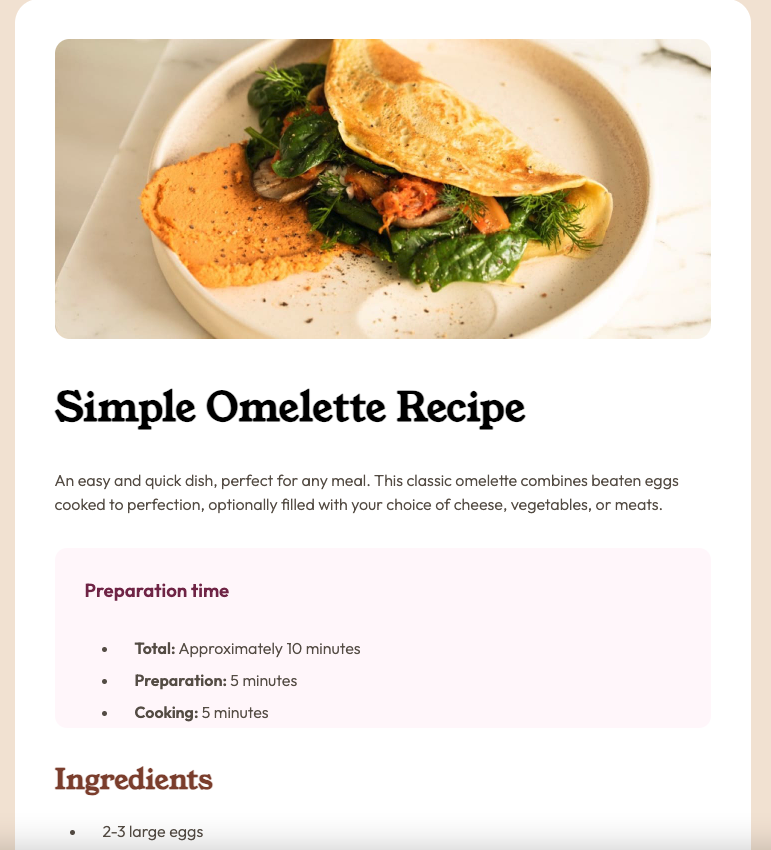 Simple Omelette Recipe
An easy and quick dish, perfect for any meal. This classic omelette combines beaten eggs
cooked to perfection, optionally filled with your choice of cheese, vegetables, or meats.
Preparation time
• Total: Approximately 10 minutes
• Preparation: 5 minutes
• Cooking: 5 minutes
Ingredients
• 2-3 large eggs